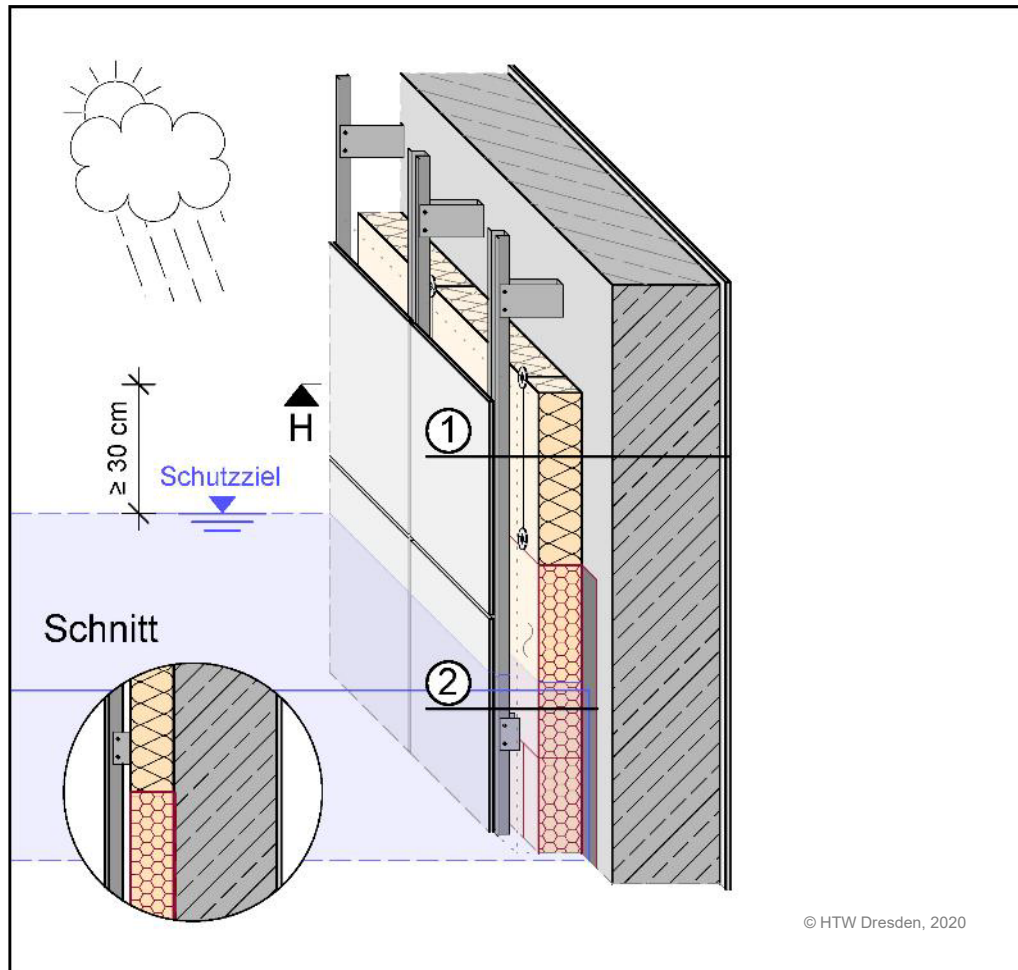 ≥ 30 cm
H
Schutzziel
①
②
Schnitt
© HTW Dresden, 2020